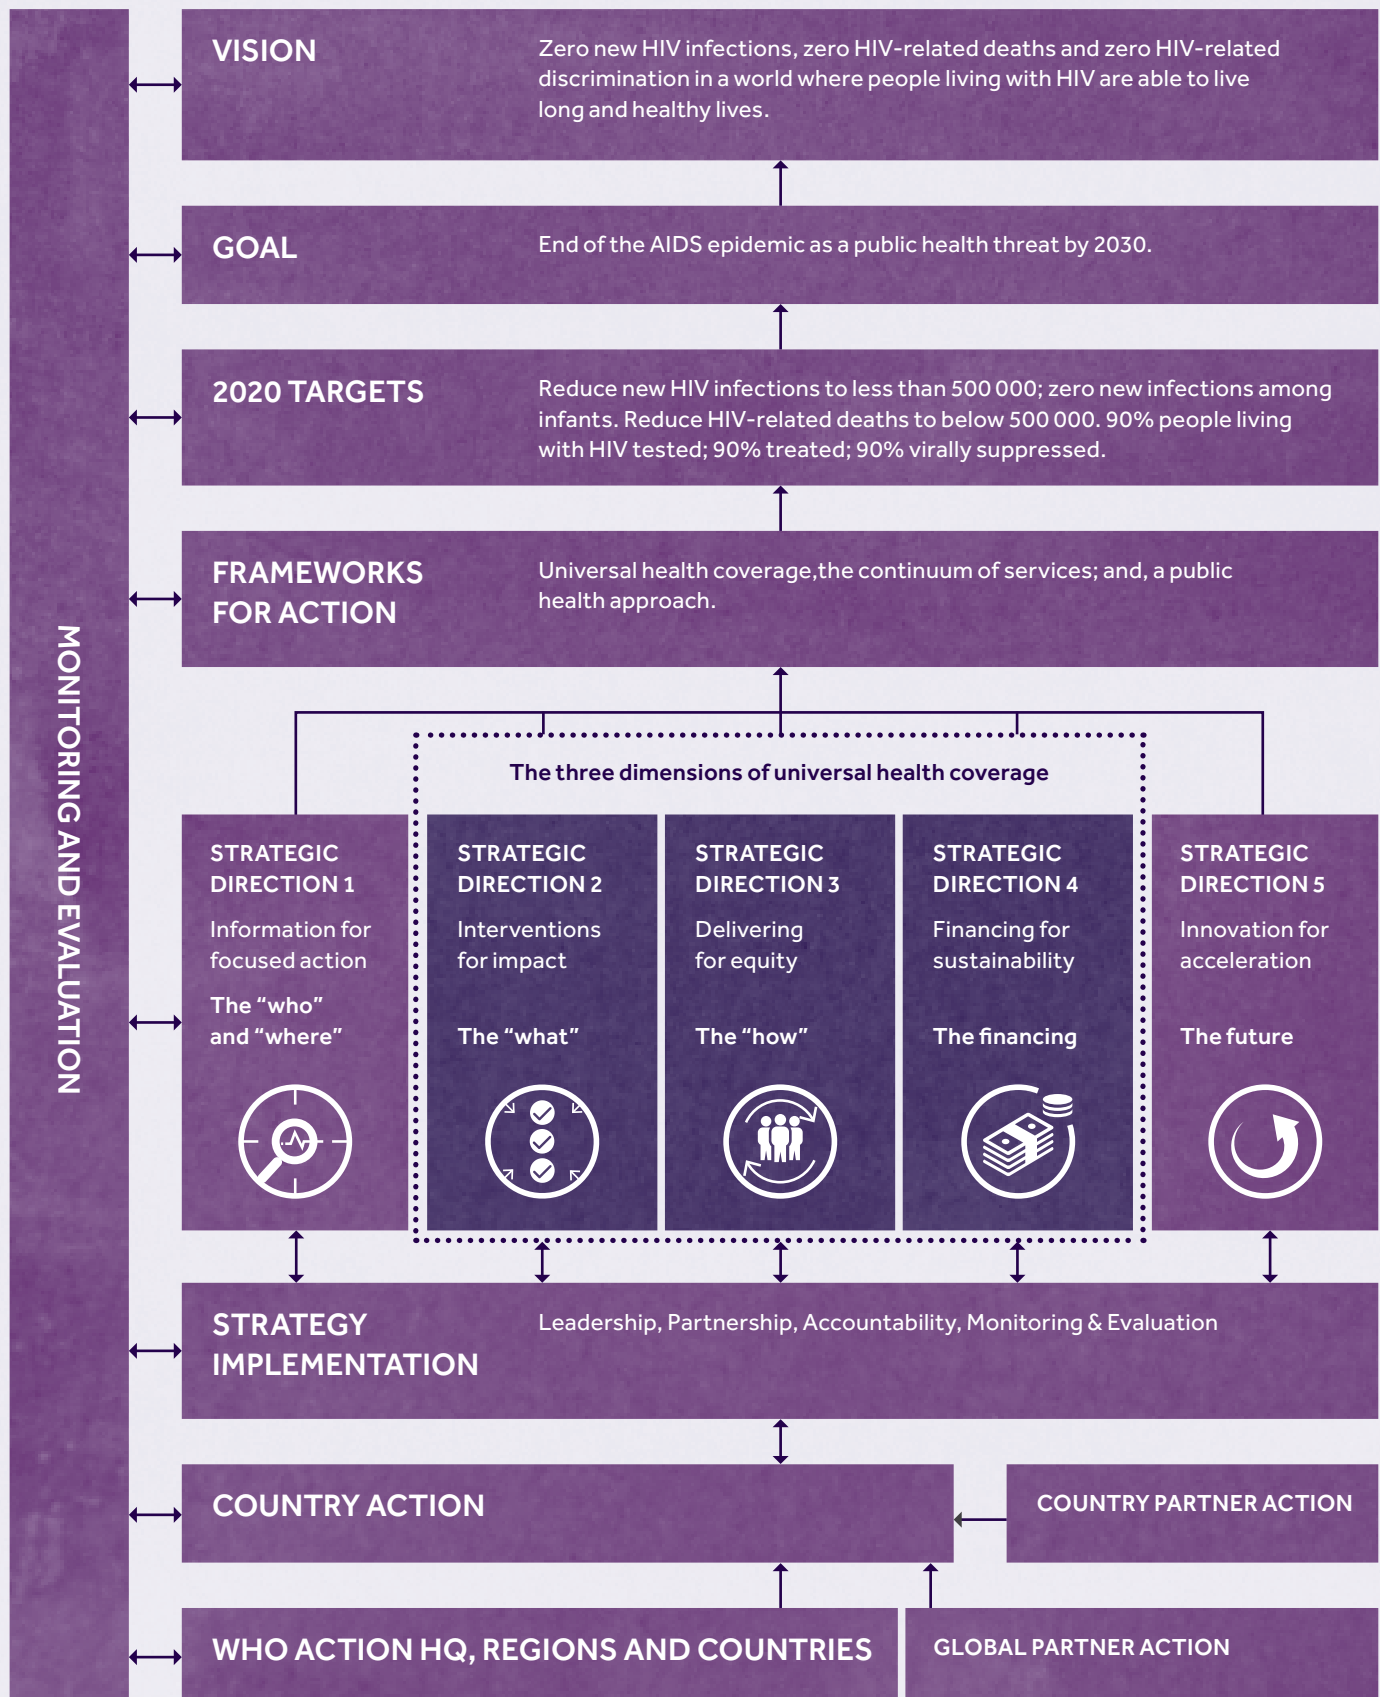 VISION
Zero new HIV infections, zero HIV-related deaths and zero HIV-related
discrimination in a world where people living with HIV are able to live
long and healthy lives.
GOAL
End of the AIDS epidemic as a public health threat by 2030.
2020 TARGETS
Reduce new HIV infections to less than 500 000; zero new infections among
infants. Reduce HIV-related deaths to below 500 000. 90% people living
with HIV tested; 90% treated; 90% virally suppressed.
FRAMEWORKS
FOR ACTION
Universal health coverage,the continuum of services; and, a public
health approach.
MONITORING AND EVALUATION
The three dimensions of universal health coverage
STRATEGIC
DIRECTION 1
Information for
focused action
The “who”
and “where”
STRATEGIC
DIRECTION 2
Interventions
for impact
The “what”
STRATEGIC
DIRECTION 3
Delivering
for equity
The “how”
STRATEGIC
DIRECTION 4
Financing for
sustainability
The financing
STRATEGIC
DIRECTION 5
Innovation for
acceleration
The future
STRATEGY
IMPLEMENTATION
Leadership, Partnership, Accountability, Monitoring & Evaluation
COUNTRY ACTION
COUNTRY PARTNER ACTION
WHO ACTION HQ, REGIONS AND COUNTRIES
GLOBAL PARTNER ACTION